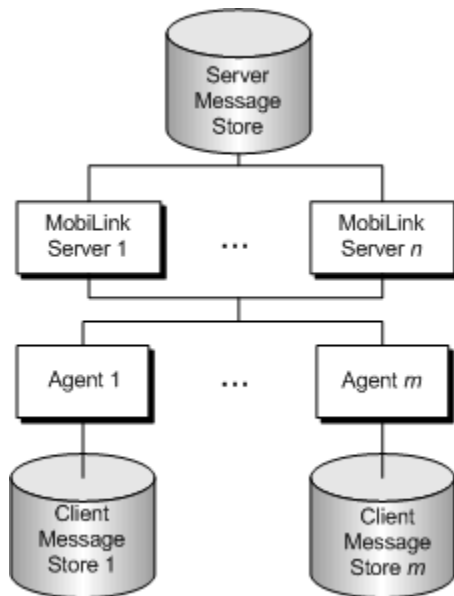 Server
Message
Store
MobiLink
Server 1
...
MobiLink
Server n
Agent 1
...
Agent m
Client
Message
Store 1
Client
Message
Store m